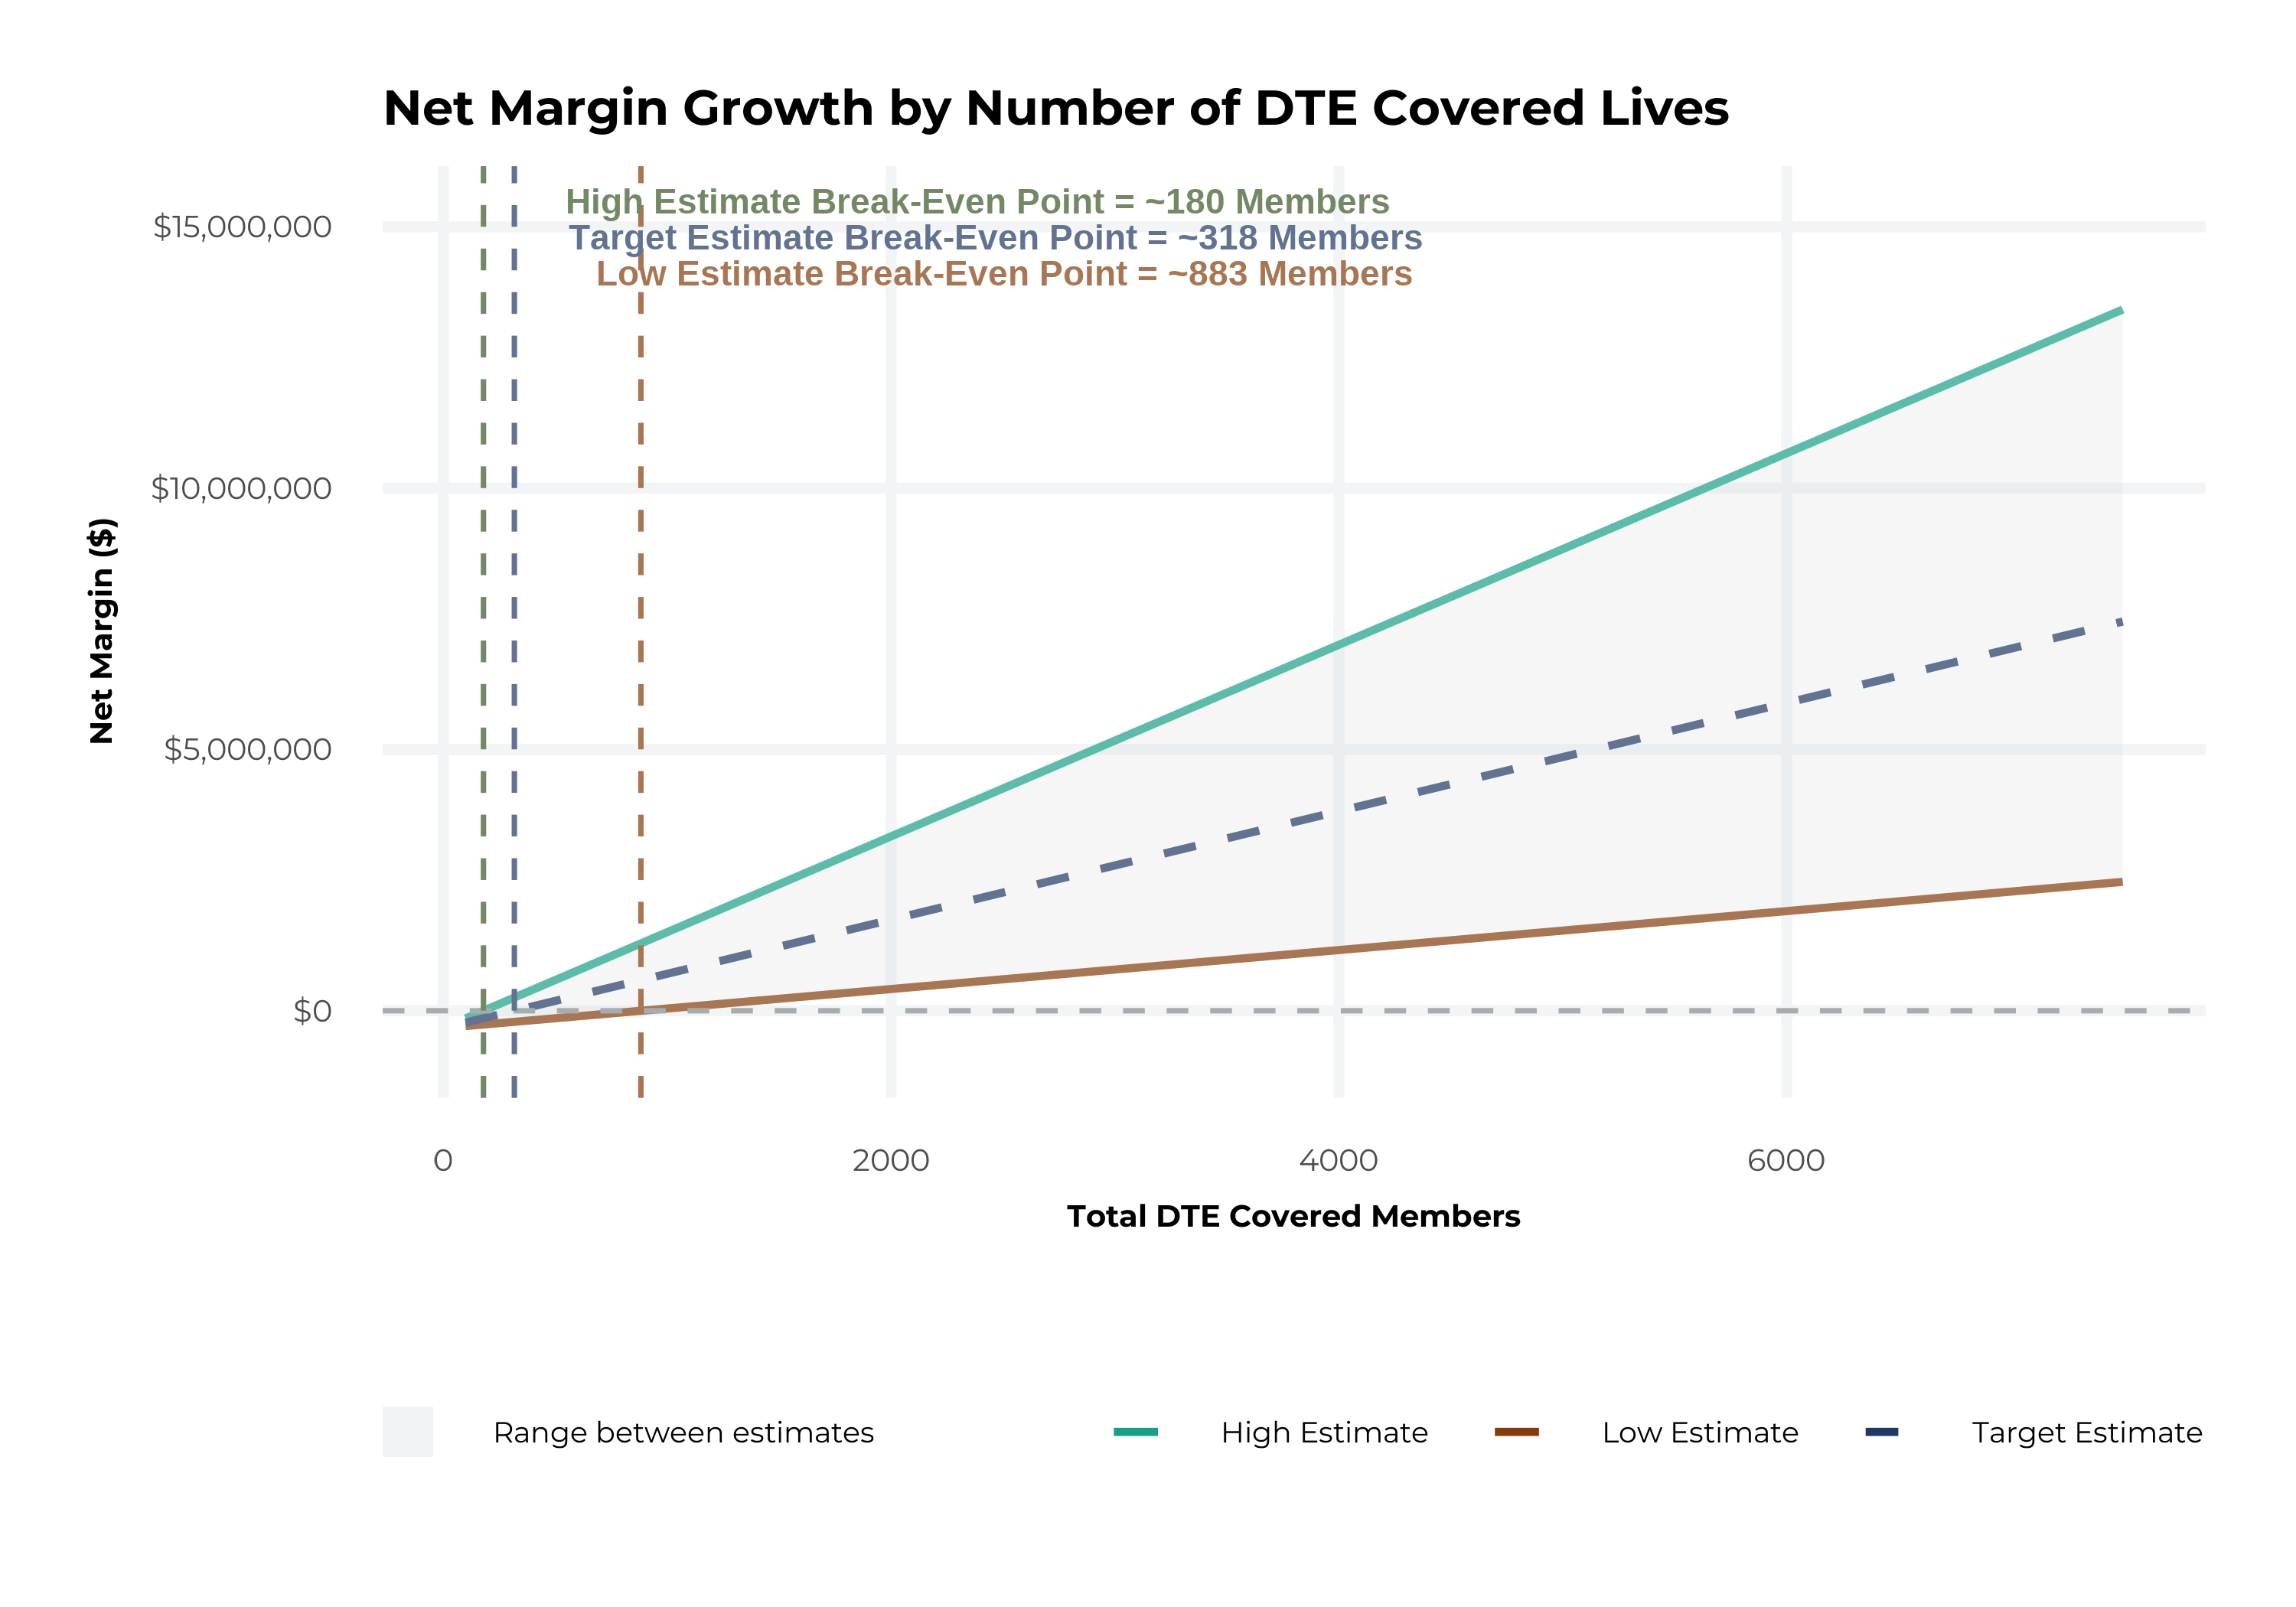 Net Margin Growth by Number of DTE Covered Lives
High Estimate Break-Even Point = ~180 Members
Target Estimate Break-Even Point = ~318 Members
Low Estimate Break-Even Point = ~883 Members
$15,000,000
$10,000,000
$5,000,000
$0
Net Margin ($)
0 2000 4000 6000
Total DTE Covered Members
Range between estimates High Estimate Low Estimate Target Estimate